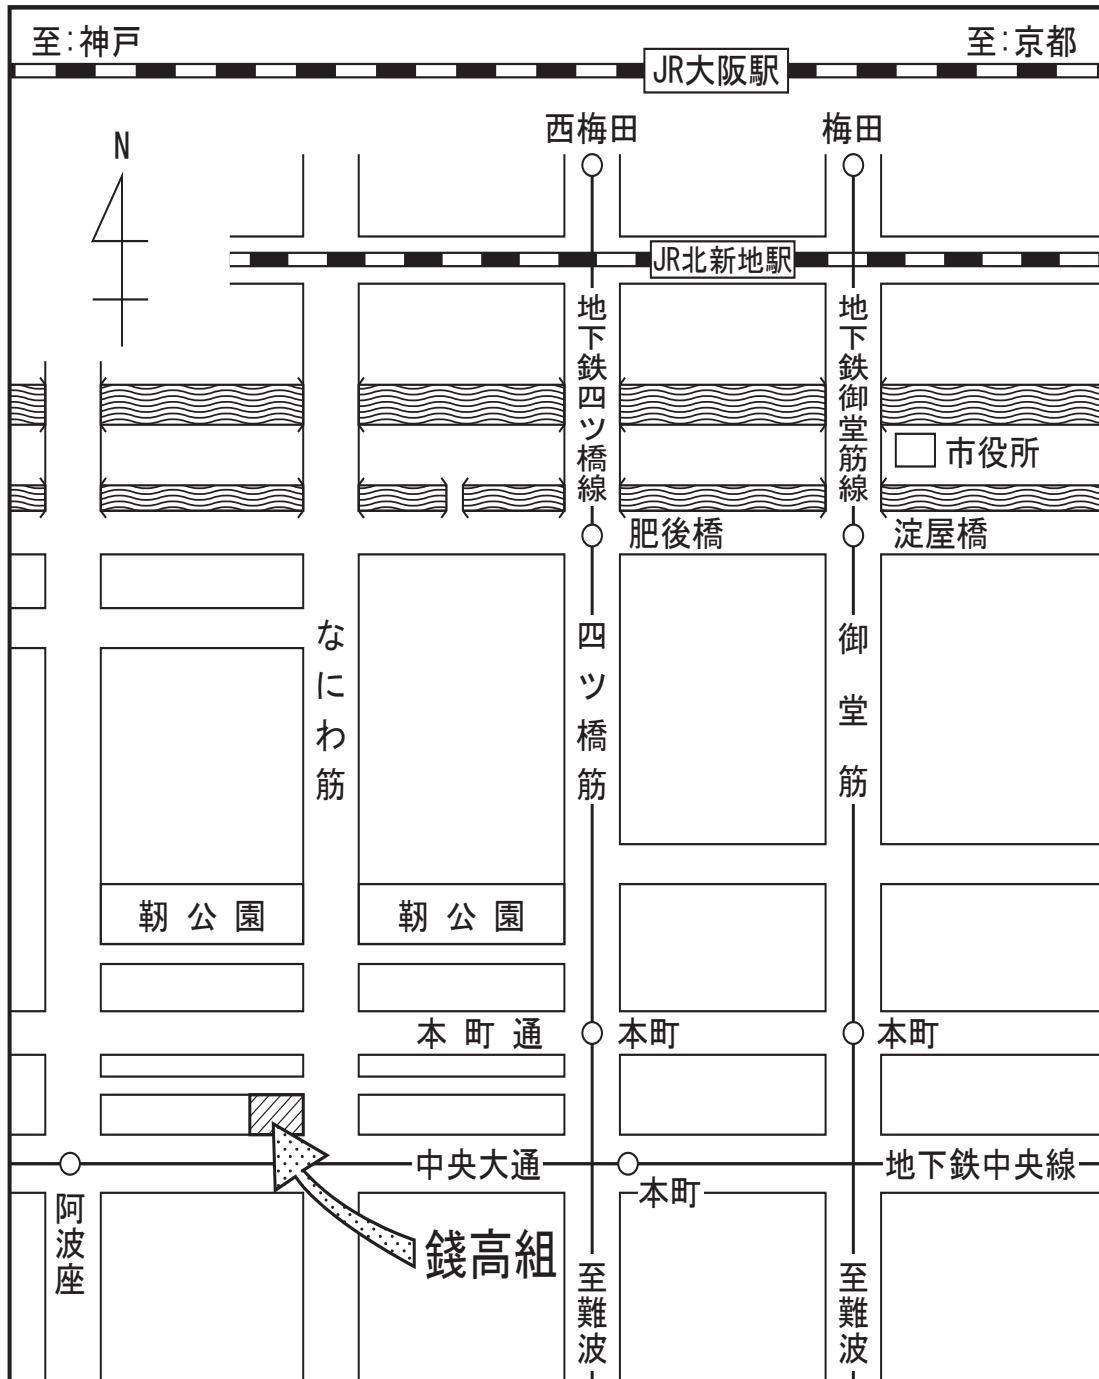 至:神戸
至:京都
JR大阪駅
西梅田
梅田
N
JR北新地駅
地下鉄四ツ橋線
地下鉄御堂筋線
市役所
肥後橋
淀屋橋
なにわ筋
四ツ橋筋
御堂筋
靭公園
靭公園
本町通
本町
本町
中央大通
地下鉄中央線
本町
阿波座
錢高組
至難波
至難波